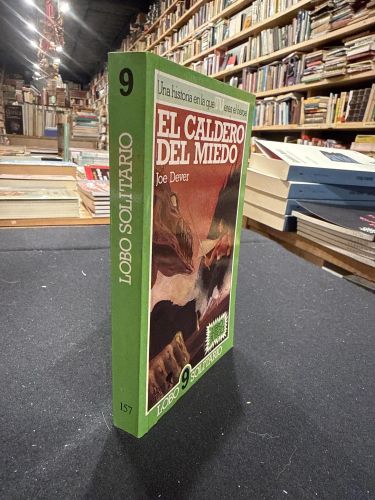 9
LOBO SOLITARIO
157
Una historia en la que TÚ eres el héroe
EL CALDERO
DEL MIEDO
Joe Dever
LOBO 9 SOLITARIO